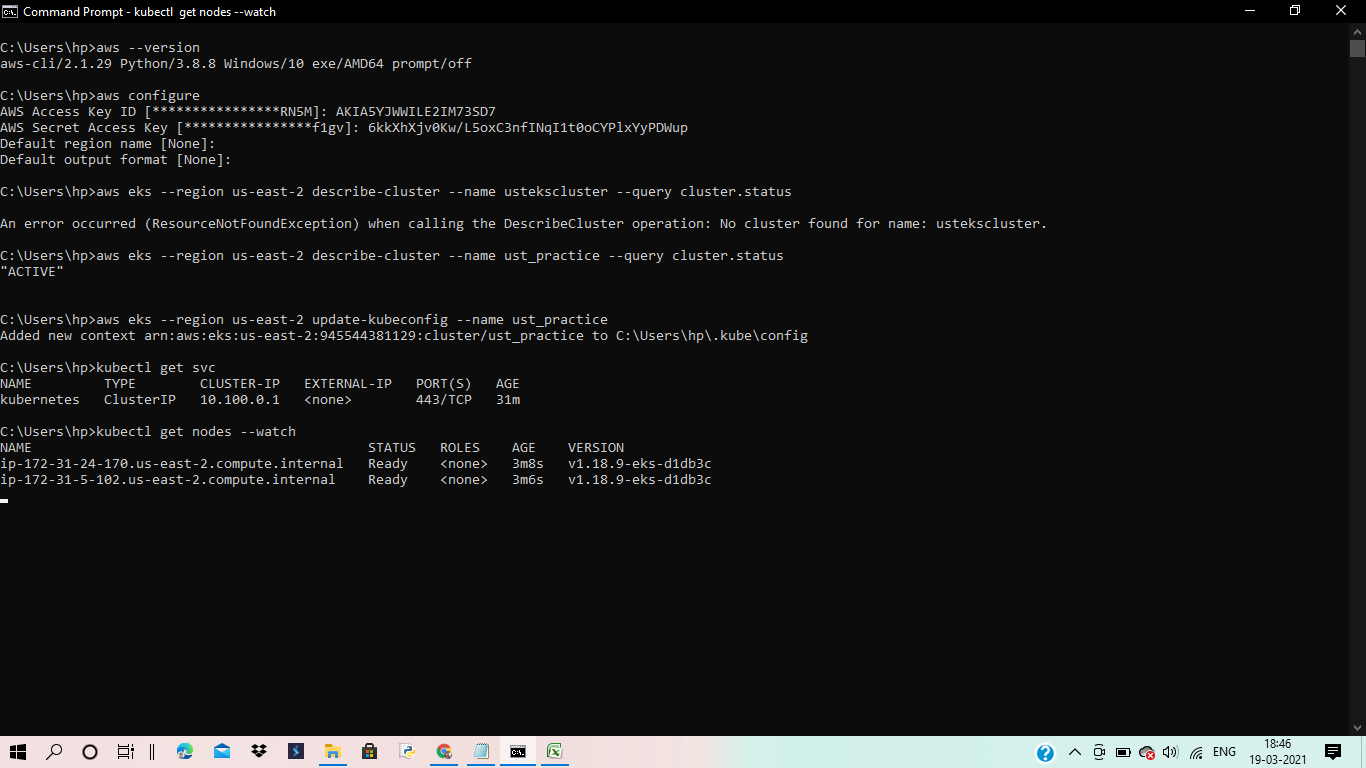 Command Prompt - kubectl get nodes --watch
C:\Users\hp>aws --version
aws-cli/2.1.29 Python/3.8.8 Windows/10 exe/AMD64 prompt/off
C:\Users\hp>aws configure
AWS Access Key ID [****************RN5M]: AKIA5YJWWILE2IM73SD7
AWS Secret Access Key [****************f1gv]:
Default region name [None]:
Default output format [None]:
C:\Users\hp>aws eks --region us-east-2 describe-cluster --name ustekscluster --query cluster.status
An error occurred (ResourceNotFoundException) when calling the DescribeCluster operation: No cluster found for name: ustekscluster.
C:\Users\hp>aws eks --region us-east-2 describe-cluster --name ust_practice --query cluster.status
"ACTIVE"
C:\Users\hp>aws eks --region us-east-2 update-kubeconfig --name ust_practice
Added new context arn:aws:eks:us-east-2:945544381129:cluster/ust_practice to C:\Users\hp\.kube\config
C:\Users\hp>kubectl get svc
NAME TYPE CLUSTER-IP EXTERNAL-IP PORT(S) AGE
kubernetes ClusterIP 10.100.0.1 <none> 443/TCP 31m
C:\Users\hp>kubectl get nodes --watch
NAME STATUS ROLES AGE VERSION
ip-172-31-24-170.us-east-2.compute.internal Ready <none> 3m8s v1.18.9-eks-d1db3c
ip-172-31-5-102.us-east-2.compute.internal Ready <none> 3m6s v1.18.9-eks-d1db3c
ENG
18:46
19-03-2021